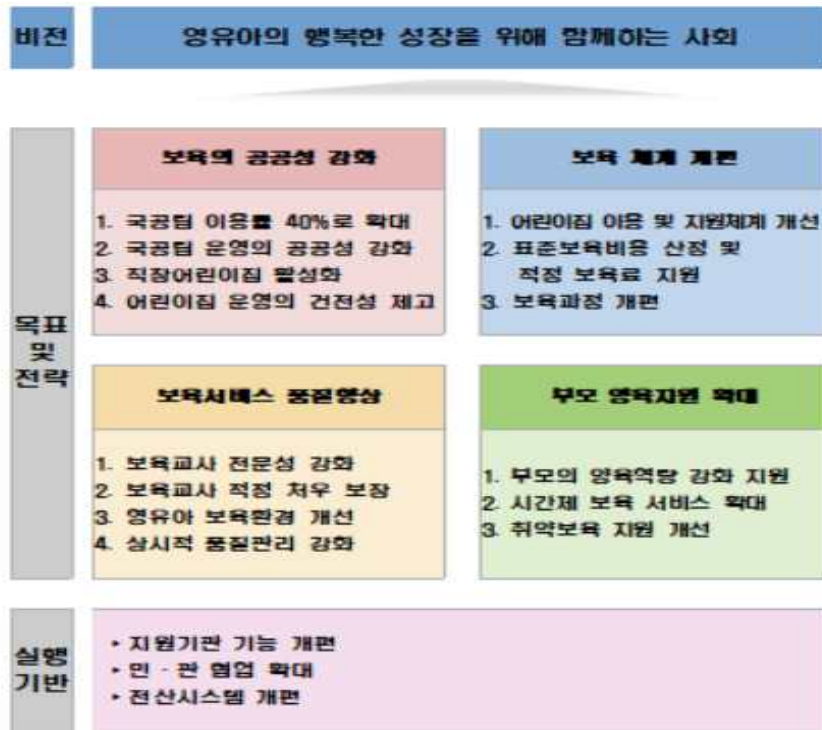 비전
영유아의 행복한 성장을 위해 함께하는 사회
목표
및
전략
보육의 공공성 강화
1. 국공립 이용률 40%로 확대
2. 국공립 운영의 공공성 강화
3. 직장어린이집 활성화
4. 어린이집 운영의 건전성 제고
보육 체계 개편
1. 어린이집 이용 및 지원체계 개선
2. 표준보육비용 산정 및
적정 보육료 지원
3. 보육과정 개편
보육서비스 품질향상
1. 보육교사 전문성 강화
2. 보육교사 적정 처우 보장
3. 영유아 보육환경 개선
4. 상시적 품질관리 강화
부모 양육지원 확대
1. 부모의 양육역량 강화 지원
2. 시간제 보육 서비스 확대
3. 취약보육 지원 개선
실행
기반
‣ 지원기관 기능 개편
‣ 민·관 협업 확대
‣ 전산시스템 개편